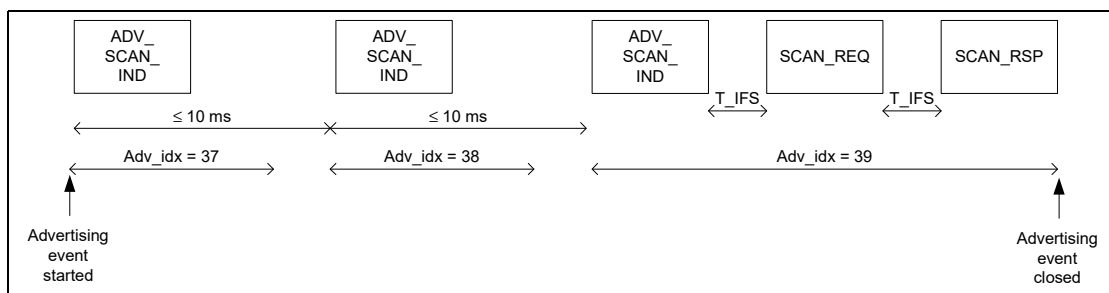 ADV_
SCAN_
IND
ADV_
SCAN_
IND
ADV_
SCAN_
IND
SCAN_REQ
SCAN_RSP
T_IFS
T_IFS
≤ 10 ms
≤ 10 ms
Adv_idx = 37
Adv_idx = 38
Adv_idx = 39
Advertising
event
started
Advertising
event
closed